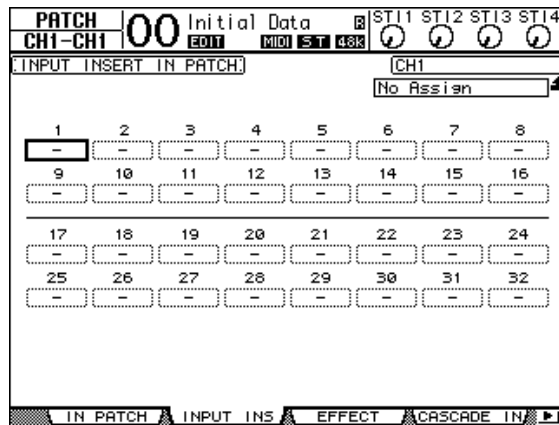 PATCH
CH1-CH1
00 Initial Data R
EDIT MIDI ST 48K
STI1 STI2 STI3 STI4
INPUT INSERT IN PATCH
CH1
No Assign
1 2 3 4 5 6 7 8
- - - - - - - -
9 10 11 12 13 14 15 16
- - - - - - - -
17 18 19 20 21 22 23 24
- - - - - - - -
25 26 27 28 29 30 31 32
- - - - - - - -
IN PATCH INPUT INS EFFECT CASCADE IN